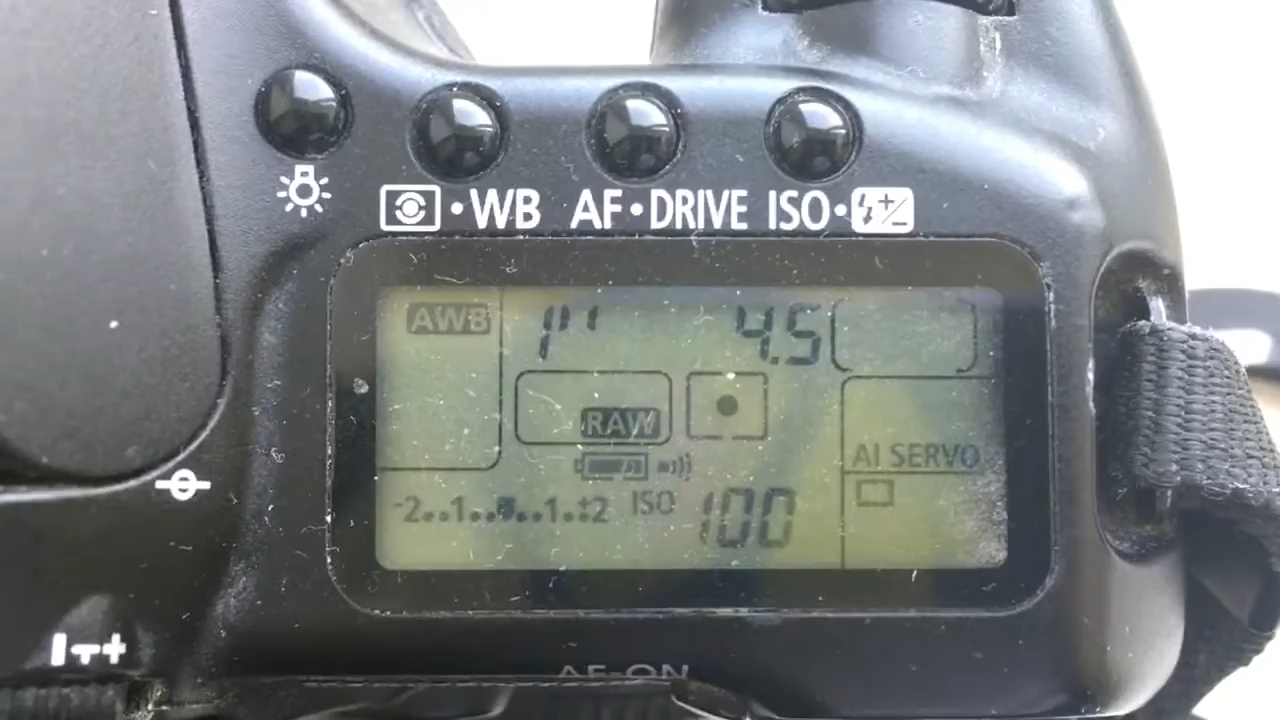 WB AF•DRIVE ISO•
AWB 1'' 4.5
RAW
AI SERVO
-2..1..0..1.:2 ISO 100
AF-ON